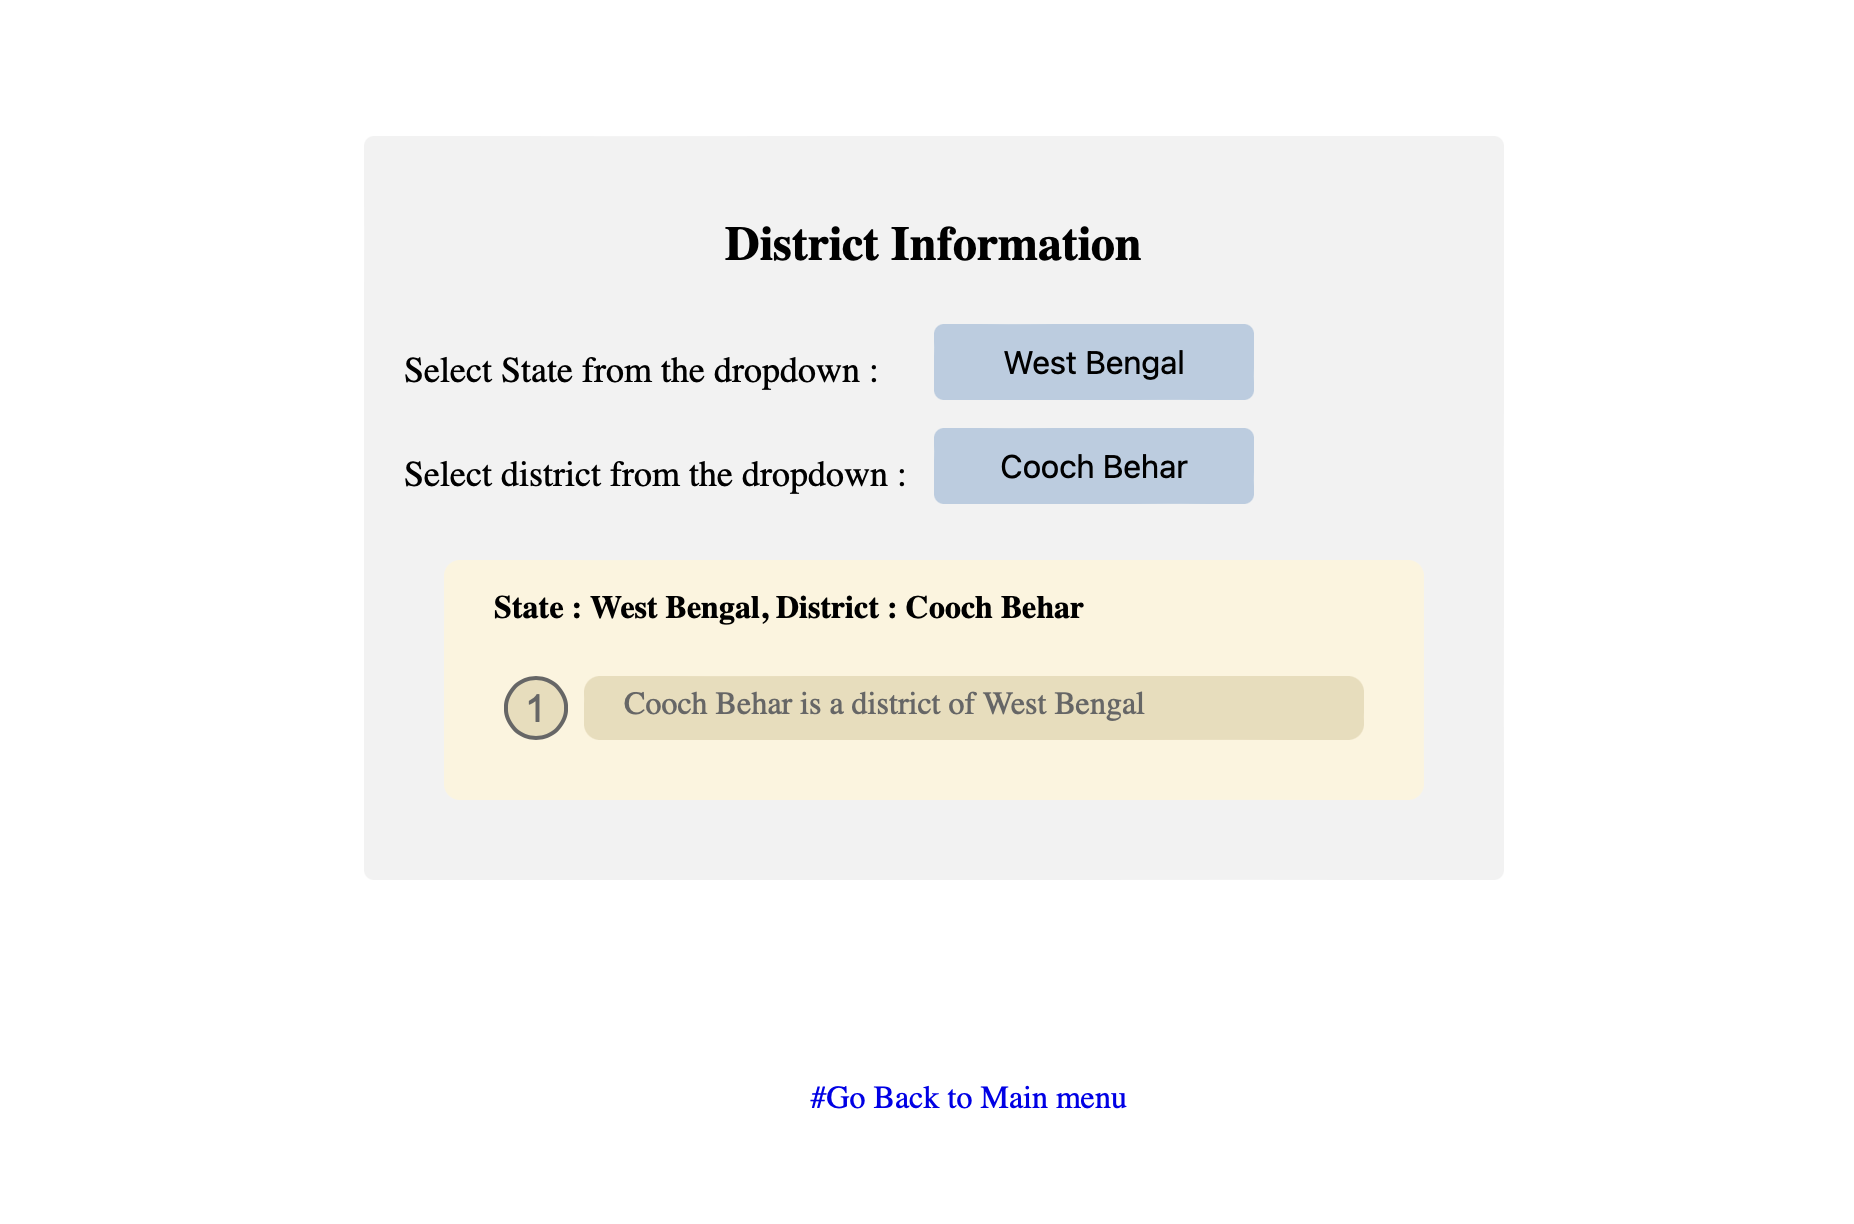 District Information
Select State from the dropdown : West Bengal
Select district from the dropdown : Cooch Behar
State : West Bengal, District : Cooch Behar
1 Cooch Behar is a district of West Bengal
#Go Back to Main menu